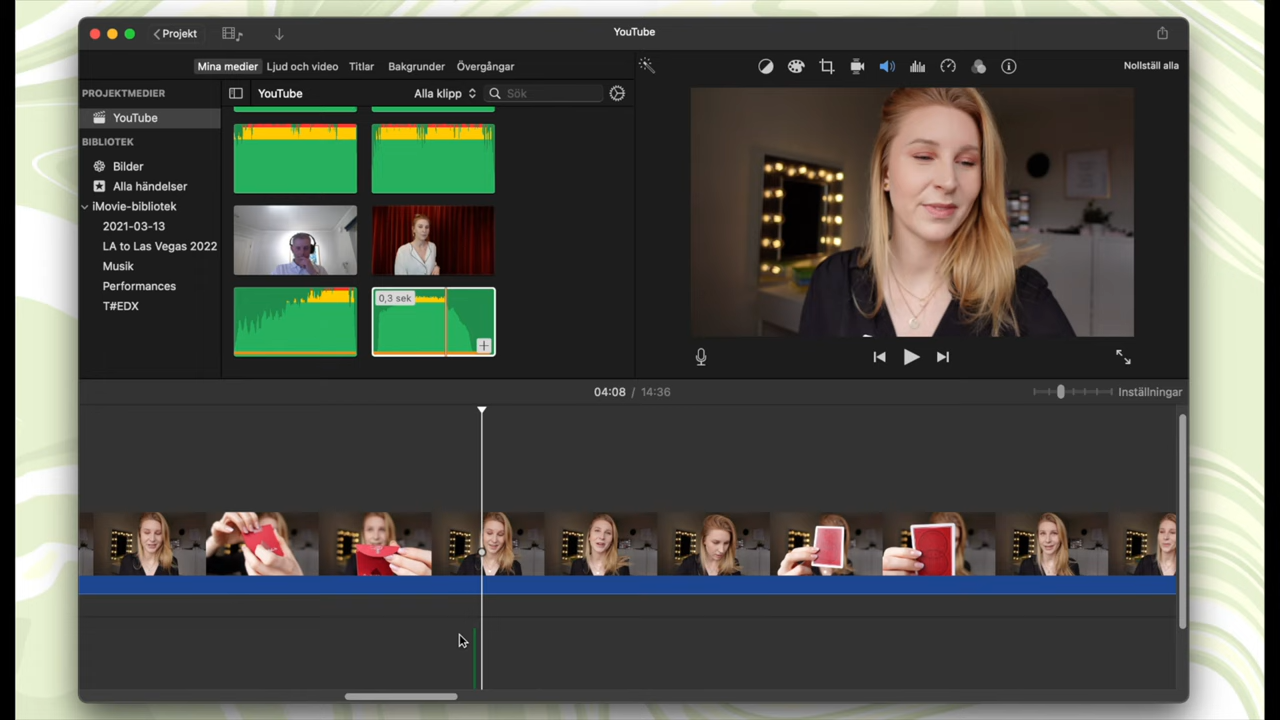 Projekt
YouTube
Mina medier Ljud och video Titlar Bakgrunder Övergångar
Nollställ alla
PROJEKTMEDIER
YouTube
Alla klipp
Sök
YouTube
BIBLIOTEK
Bilder
Alla händelser
iMovie-bibliotek
2021-03-13
LA to Las Vegas 2022
Musik
Performances
T#EDX
0,3 sek
04:08 / 14:36
Inställningar